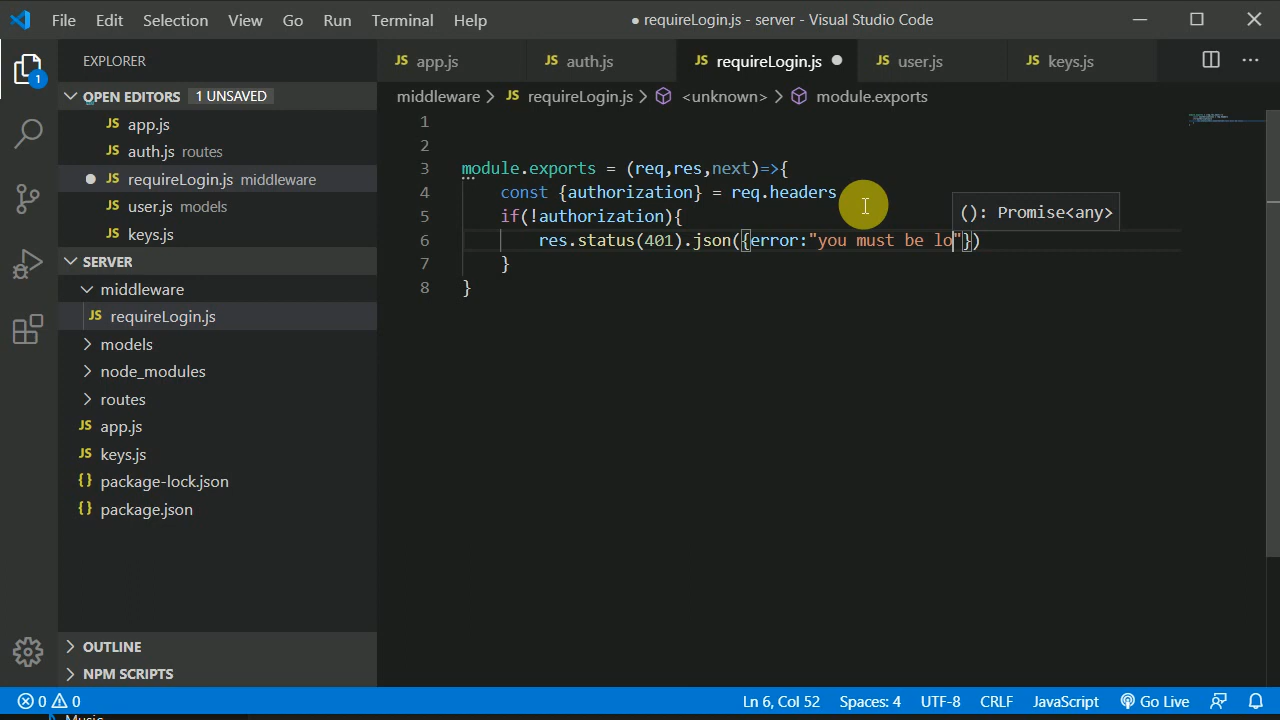 File Edit Selection View Go Run Terminal Help ● requireLogin.js - server - Visual Studio Code
EXPLORER
JS app.js JS auth.js JS requireLogin.js JS user.js JS keys.js
1
OPEN EDITORS 1 UNSAVED
middleware > JS requireLogin.js > <unknown> > module.exports
JS app.js
JS auth.js routes
requireLogin.js middleware
JS user.js models
JS keys.js
SERVER
middleware
JS requireLogin.js
models
node_modules
routes
JS app.js
JS keys.js
{} package-lock.json
{} package.json
OUTLINE
NPM SCRIPTS
1
2
3 module.exports = (req,res,next)=>{
4 const {authorization} = req.headers
5 if(!authorization){
(): Promise<any>
6 res.status(401).json({error:"you must be lo"})
7 }
8 }
0 0 Ln 6, Col 52 Spaces: 4 UTF-8 CRLF JavaScript Go Live